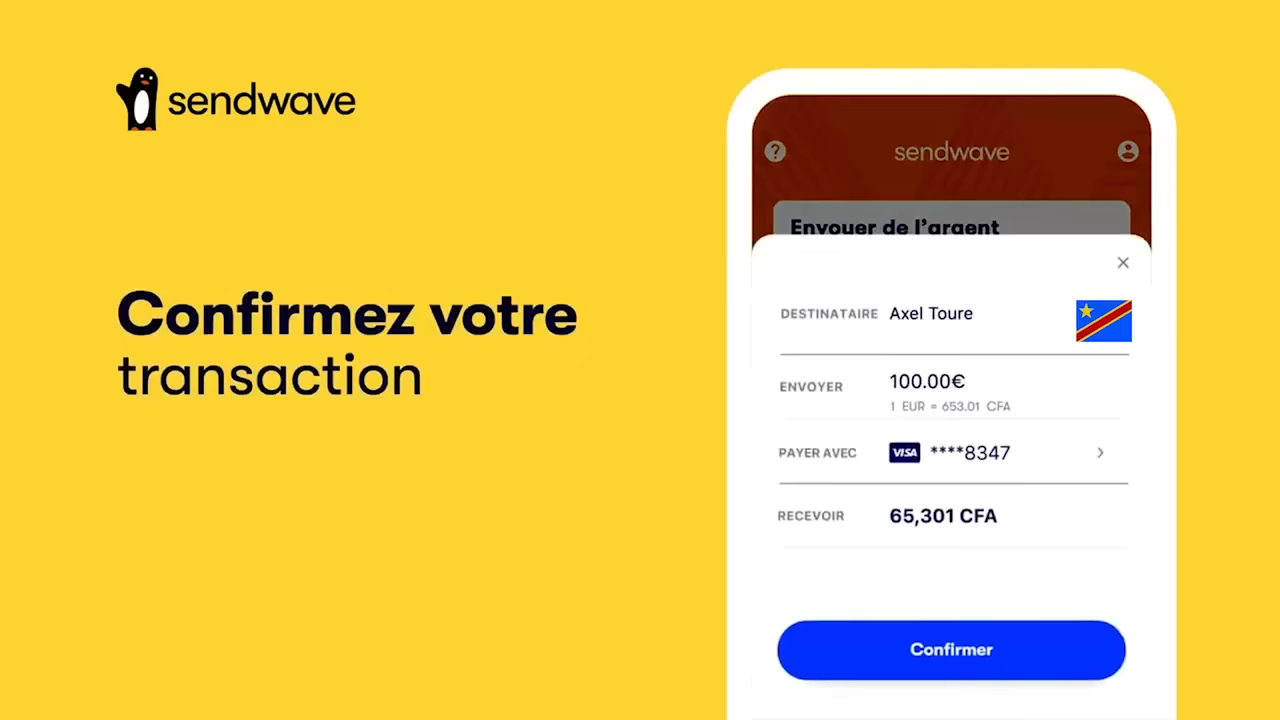 sendwave
Confirmez votre
transaction
?
sendwave
Envoyer de l'argent
DESTINATAIRE Axel Toure
ENVOYER 100.00€
1 EUR = 653.01 CFA
PAYER AVEC VISA ****8347
RECEVOIR 65,301 CFA
Confirmer